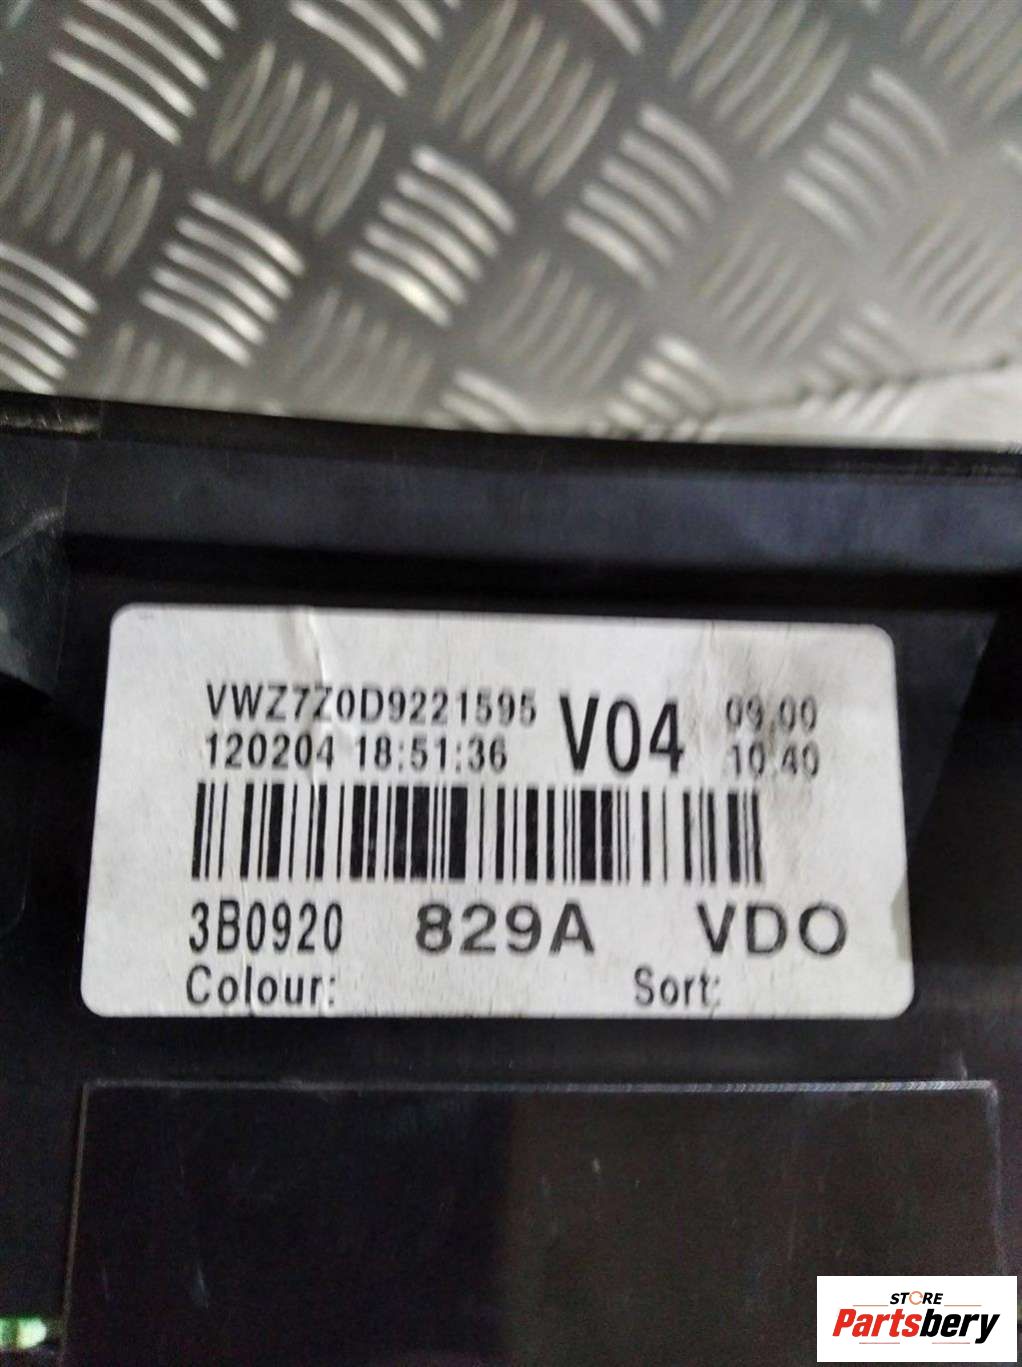 VWZ7Z0D9221595 V04 09.00
120204 18:51:36 10.40
3B0920 829A VDO
Colour: Sort:
STORE
Partsbery